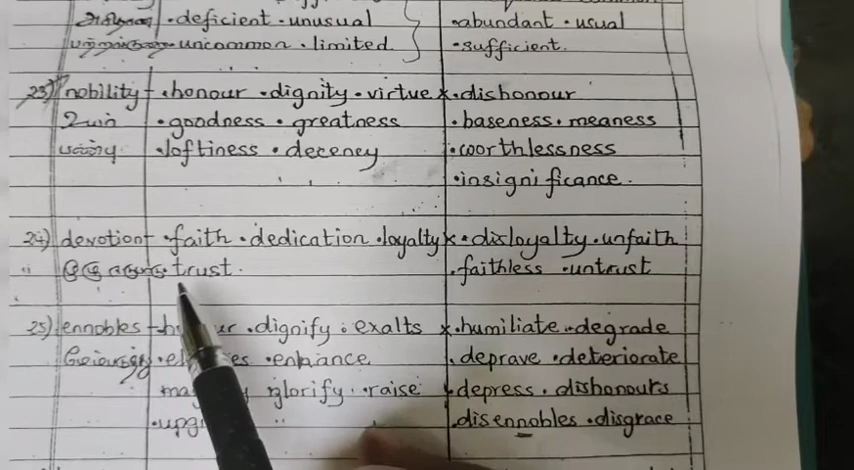 ·deficient ·unusual ·abundant ·usual
uncommon ·limited ·sufficient.
23) nobility + ·honour ·dignity ·virtue x ·dishonour
·goodness ·greatness ·baseness ·meaness
·loftiness ·deceney ·worthlessness
·insignificance.
24) devotion + ·faith ·dedication ·loyalty x ·disloyalty ·unfaith
trust. ·faithless ·untrust
25) ennobles + ·dignify ·exalts x ·humiliate ·degrade
·enhance ·deprave ·deteriorate
glorify ·raise ·depress ·dishonours
·disennobles ·disgrace